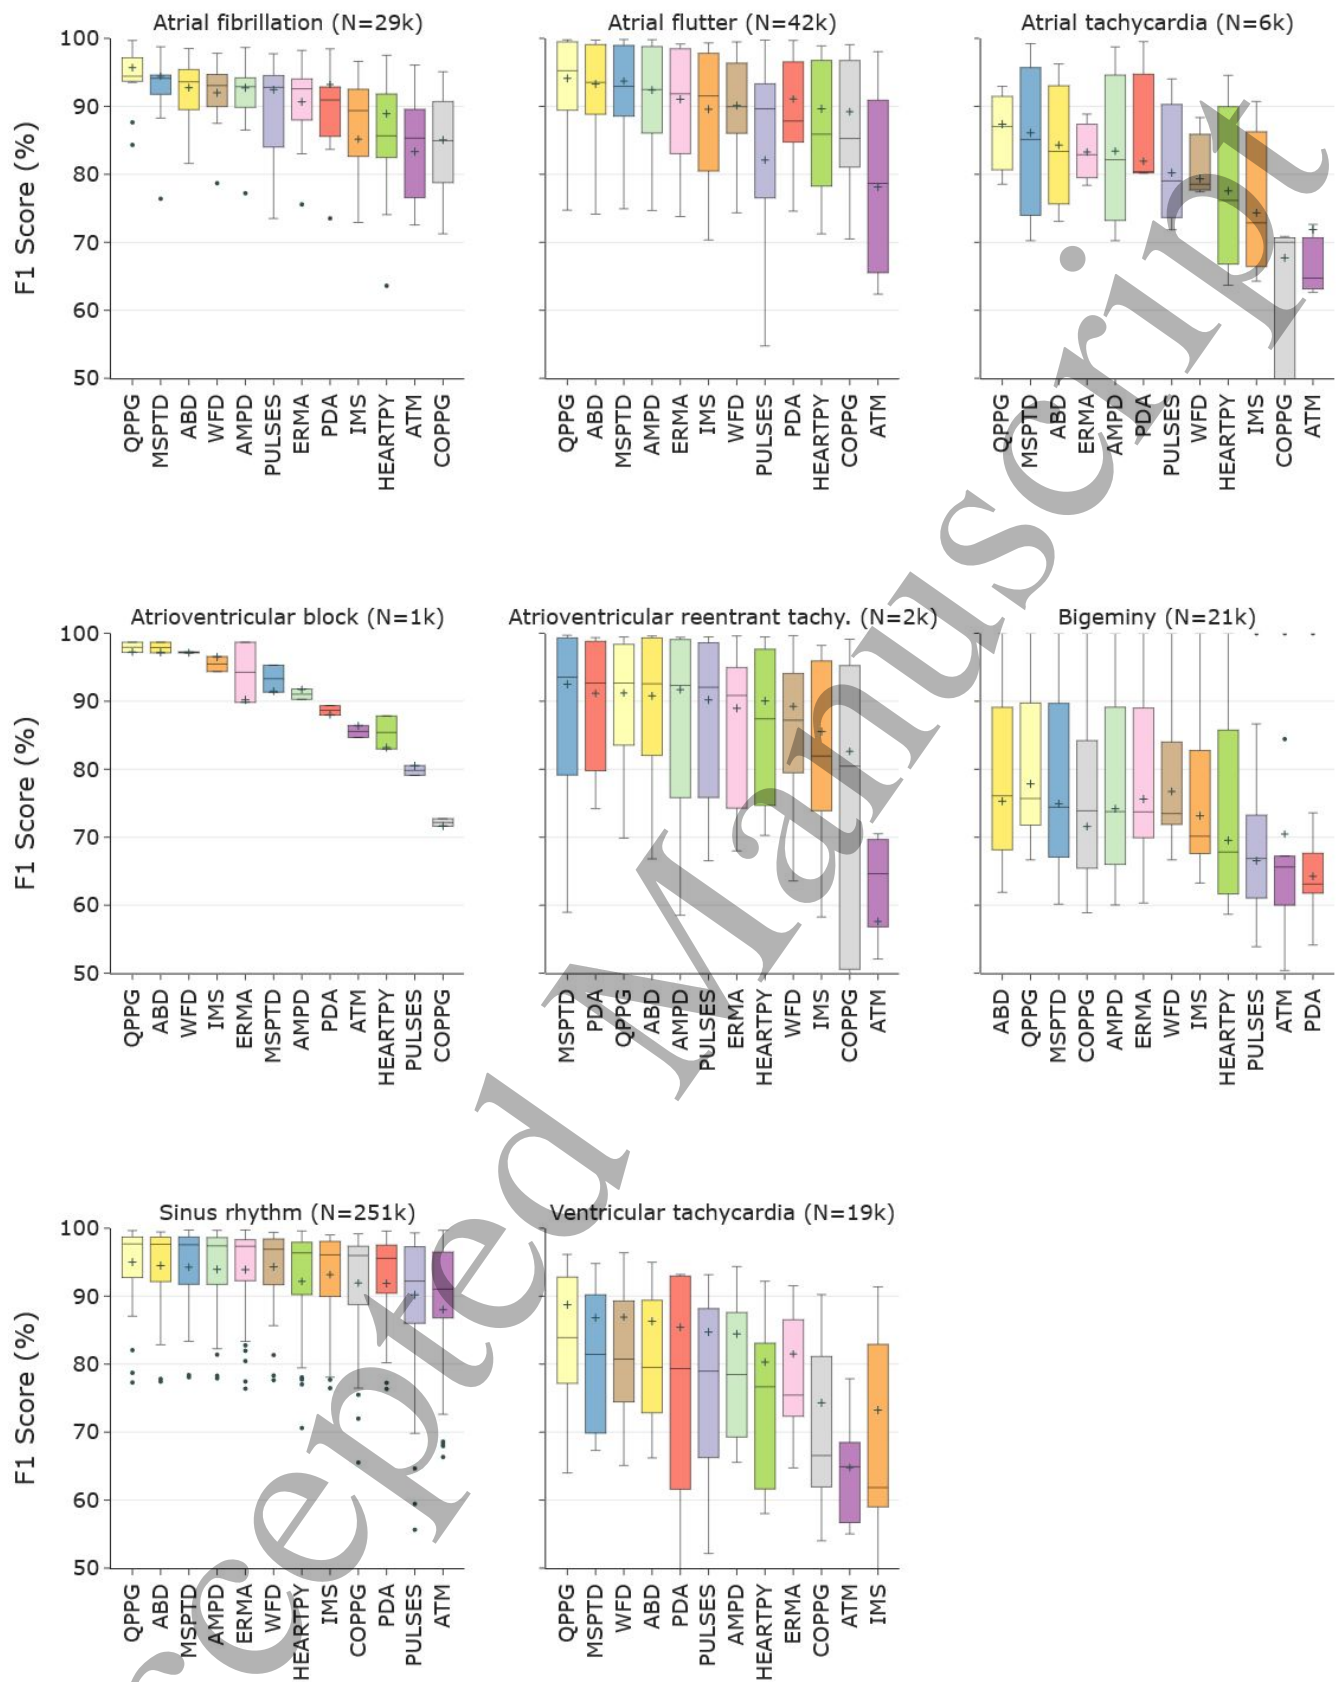 Atrial fibrillation (N=29k)
Atrial flutter (N=42k)
Atrial tachycardia (N=6k)
F1 Score (%)
100
90
80
70
60
50
QPPG MSPTD ABD WFD AMPD PULSES ERMA PDA IMS HEARTPY ATM COPPG
QPPG ABD MSPTD AMPD ERMA IMS WFD PULSES PDA HEARTPY COPPG ATM
QPPG MSPTD ABD ERMA AMPD PDA PULSES WFD HEARTPY IMS COPPG ATM
Atrioventricular block (N=1k)
Atrioventricular reentrant tachy. (N=2k)
Bigeminy (N=21k)
F1 Score (%)
100
90
80
70
60
50
QPPG ABD WFD IMS ERMA MSPTD AMPD PDA ATM HEARTPY PULSES COPPG
MSPTD PDA QPPG ABD AMPD PULSES ERMA HEARTPY WFD IMS COPPG ATM
ABD QPPG MSPTD COPPG AMPD ERMA WFD IMS HEARTPY PULSES ATM PDA
Sinus rhythm (N=251k)
Ventricular tachycardia (N=19k)
F1 Score (%)
100
90
80
70
60
50
QPPG ABD MSPTD AMPD ERMA WFD HEARTPY IMS COPPG PDA PULSES ATM
QPPG MSPTD WFD ABD PDA PULSES AMPD HEARTPY ERMA COPPG ATM IMS
Accepted Manuscript